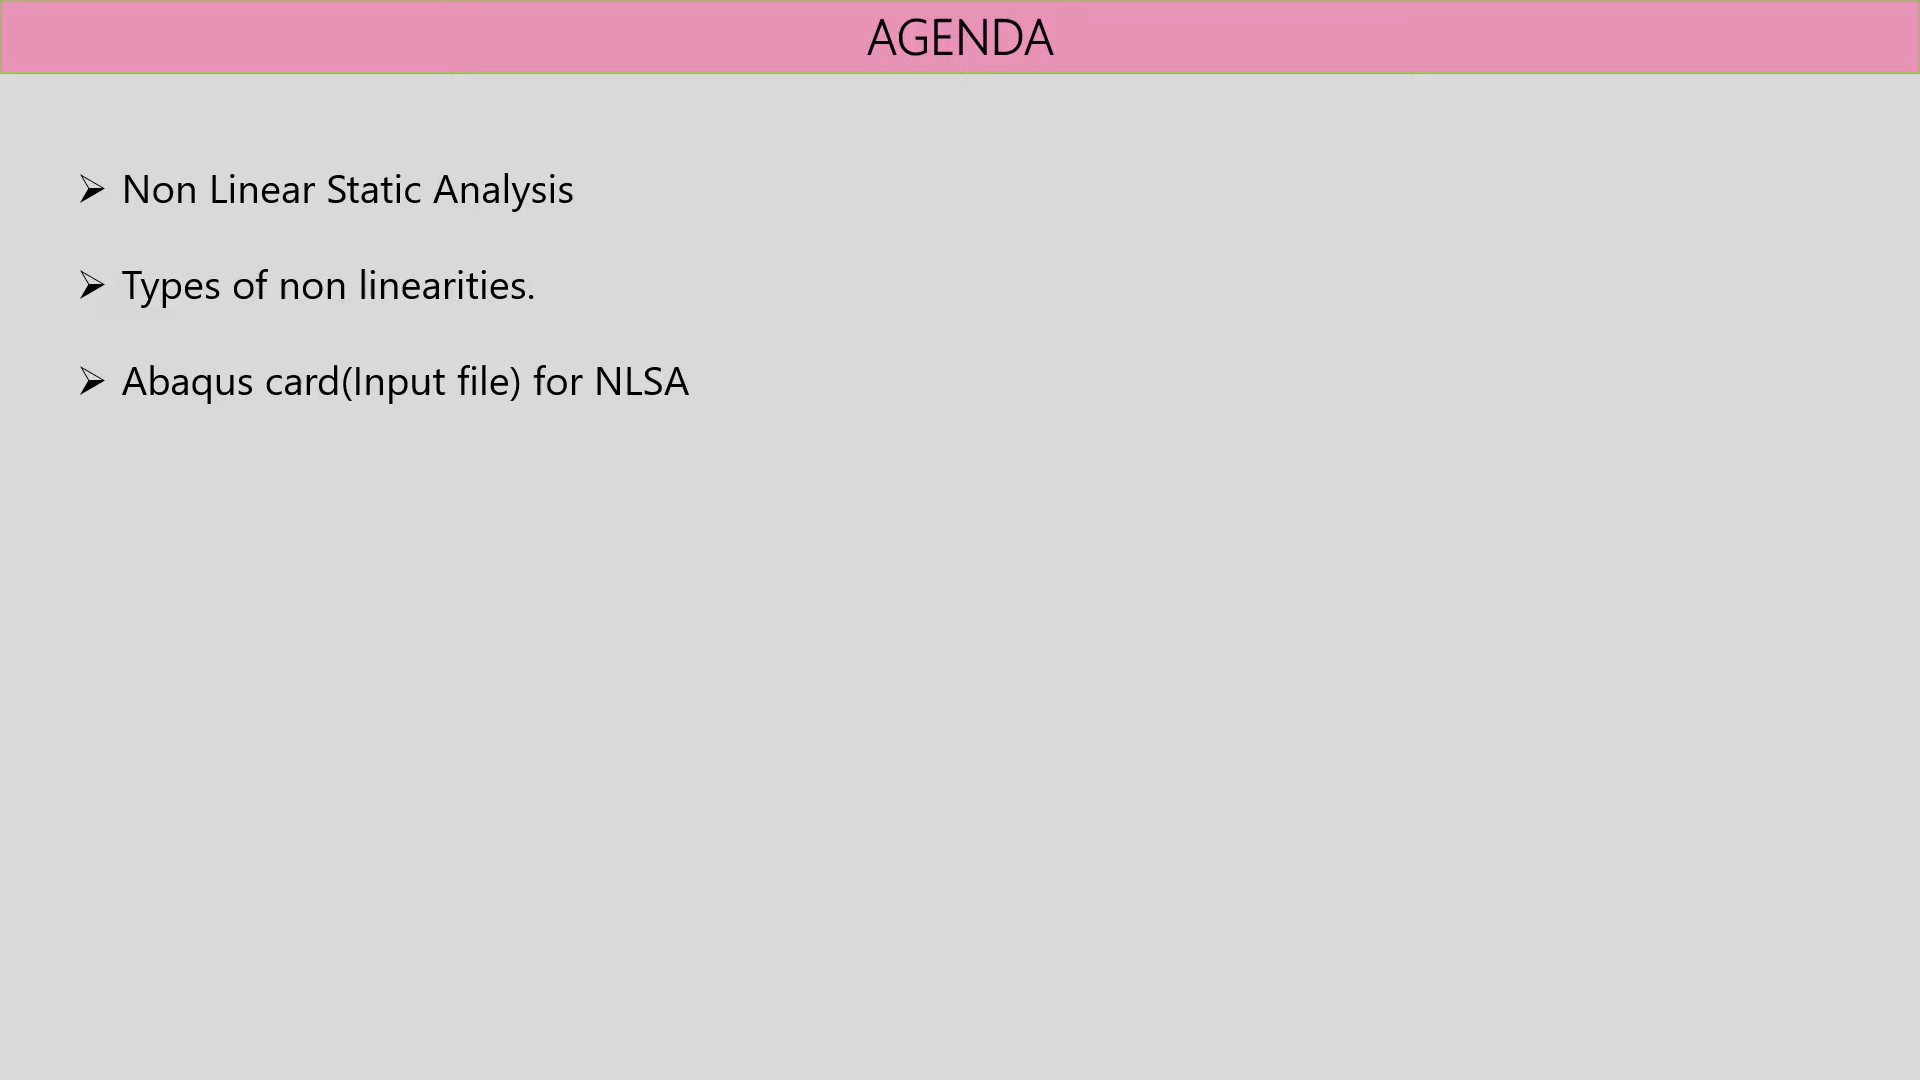 AGENDA
Non Linear Static Analysis
Types of non linearities.
Abaqus card(Input file) for NLSA